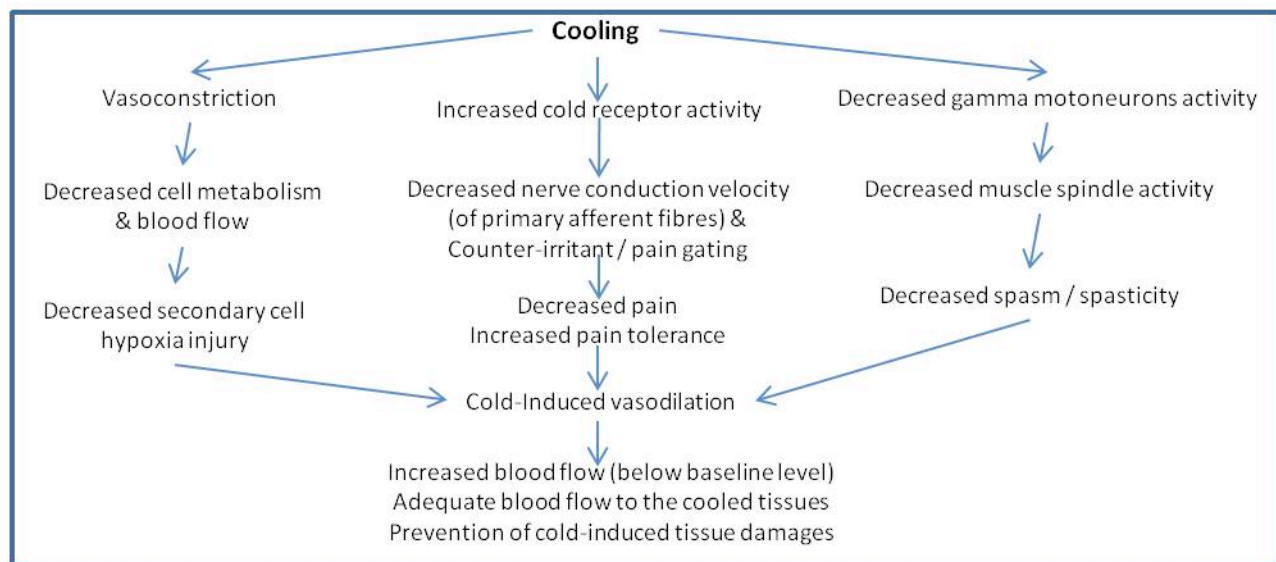 Cooling
Vasoconstriction
Increased cold receptor activity
Decreased gamma motoneurons activity
Decreased cell metabolism
& blood flow
Decreased nerve conduction velocity
(of primary afferent fibres) &
Counter-irritant / pain gating
Decreased muscle spindle activity
Decreased secondary cell
hypoxia injury
Decreased pain
Increased pain tolerance
Decreased spasm / spasticity
Cold-Induced vasodilation
Increased blood flow (below baseline level)
Adequate blood flow to the cooled tissues
Prevention of cold-induced tissue damages